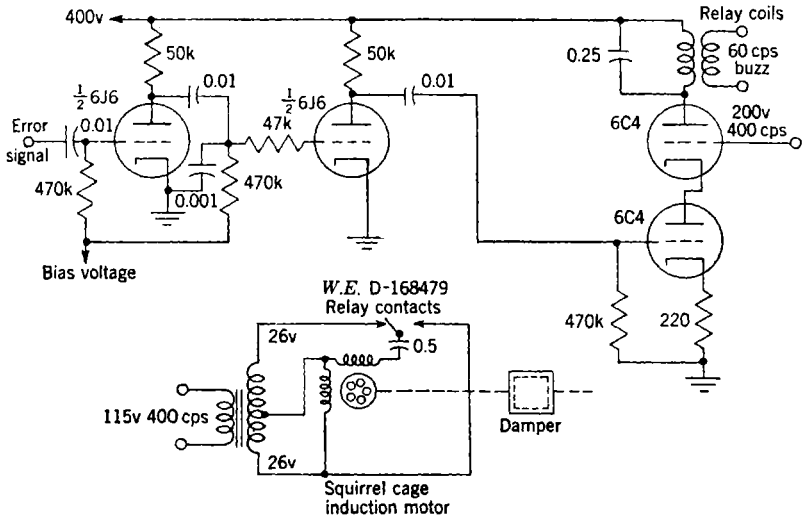 400v
Relay coils
50k
50k
0.25
60 cps
buzz
0.01
0.01
1/2 6J6
1/2 6J6
200v
400 cps
6C4
Error
signal
0.01
47k
470k
0.001
470k
6C4
Bias voltage
W.E. D-168479
Relay contacts
470k
220
26v
0.5
115v 400 cps
Damper
26v
Squirrel cage
induction motor